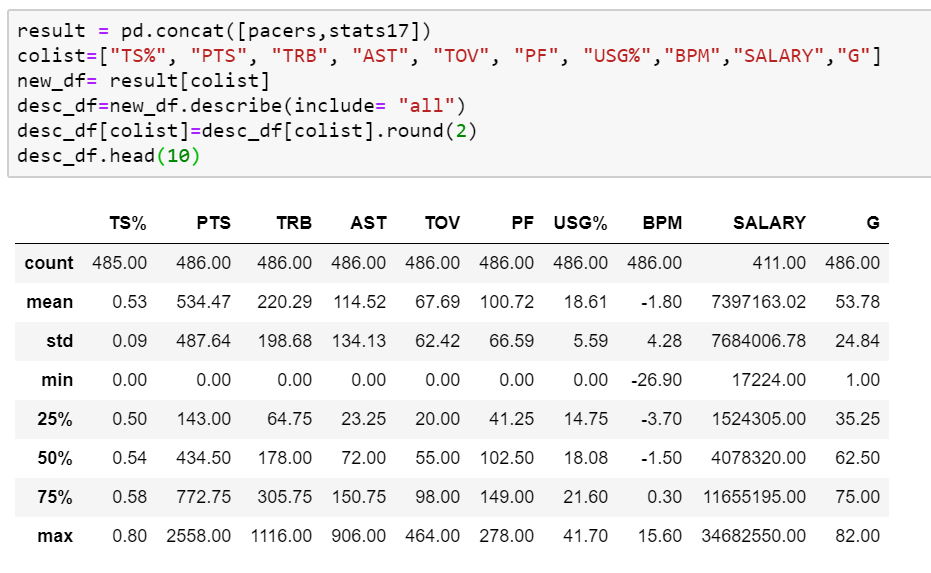 result = pd.concat([pacers,stats17])
colist=["TS%", "PTS", "TRB", "AST", "TOV", "PF", "USG%","BPM","SALARY","G"]
new_df= result[colist]
desc_df=new_df.describe(include= "all")
desc_df[colist]=desc_df[colist].round(2)
desc_df.head(10)
TS% PTS TRB AST TOV PF USG% BPM SALARY G
count 485.00 486.00 486.00 486.00 486.00 486.00 486.00 486.00 411.00 486.00
mean 0.53 534.47 220.29 114.52 67.69 100.72 18.61 -1.80 7397163.02 53.78
std 0.09 487.64 198.68 134.13 62.42 66.59 5.59 4.28 7684006.78 24.84
min 0.00 0.00 0.00 0.00 0.00 0.00 0.00 -26.90 17224.00 1.00
25% 0.50 143.00 64.75 23.25 20.00 41.25 14.75 -3.70 1524305.00 35.25
50% 0.54 434.50 178.00 72.00 55.00 102.50 18.08 -1.50 4078320.00 62.50
75% 0.58 772.75 305.75 150.75 98.00 149.00 21.60 0.30 11655195.00 75.00
max 0.80 2558.00 1116.00 906.00 464.00 278.00 41.70 15.60 34682550.00 82.00